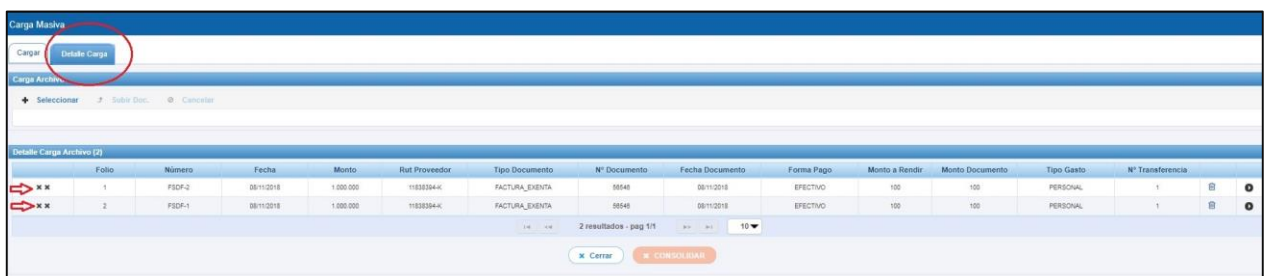 Carga Masiva
Cargar Detalle Carga
Carga Archivo
Seleccionar Subir Doc. Cancelar
Detalle Carga Archivo (2)
Folio Número Fecha Monto Rut Proveedor Tipo Documento N° Documento Fecha Documento Forma Pago Monto a Rendir Monto Documento Tipo Gasto N° Transferencia
1 FSDF-2 08/11/2018 1.000.000 11838394-K FACTURA_EXENTA 56546 08/11/2018 EFECTIVO 100 100 PERSONAL 1
2 FSDF-1 08/11/2018 1.000.000 11838394-K FACTURA_EXENTA 56546 08/11/2018 EFECTIVO 100 100 PERSONAL 1
2 resultados - pag 1/1 10
Cerrar CONSOLIDAR